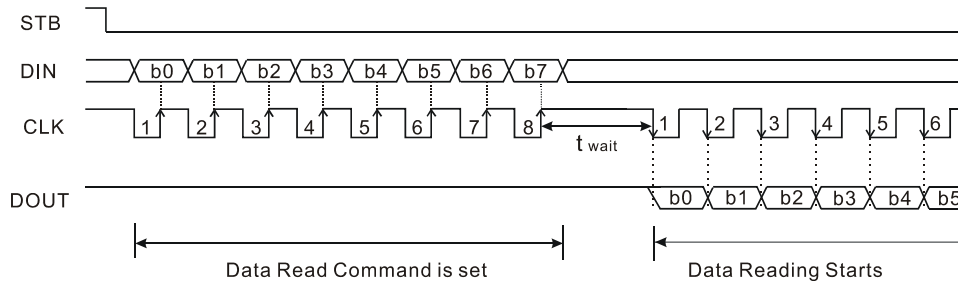 STB
DIN b0 b1 b2 b3 b4 b5 b6 b7
CLK 1 2 3 4 5 6 7 8 t wait 1 2 3 4 5 6
DOUT b0 b1 b2 b3 b4 b5
Data Read Command is set Data Reading Starts